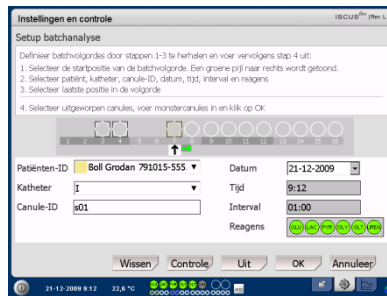 Instellingen en controle
ISCUS
Setup batchanalyse
Definieer batchvolgordes door stappen 1-3 te herhalen en voer vervolgens stap 4 uit:
1. Selecteer de startpositie van de batchvolgorde. Een groene pijl naar rechts wordt getoond.
2. Selecteer patiënt, katheter, canule-ID, datum, tijd, interval en reagens
3. Selecteer laatste positie in de volgorde
4. Selecteer uitgeworpen canules, voer monstercanules in en klik op OK
1 2 3 4 5 6 7 8 9 10 11 12 13 14 15 16
Patiënten-ID Boll Grodan 791015-555 Datum 21-12-2009
Katheter I Tijd 9:12
Canule-ID s01 Interval 01:00
Reagens GLU LAC PYR GLY GLT UREA
Wissen Controle Uit OK Annuleer
21-12-2009 9:12 22,6 °C